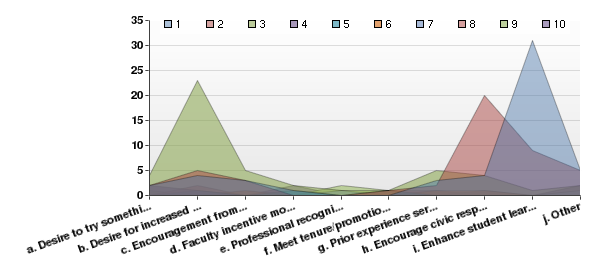 35
1 2 3 4 5 6 7 8 9 10
30
25
20
15
10
5
0
a. Desire to try somethi...
b. Desire for increased ...
c. Encouragement from...
d. Faculty incentive mo...
e. Professional recogni...
f. Meet tenure/promotio...
g. Prior experience ser...
h. Encourage civic resp...
i. Enhance student lear...
j. Other